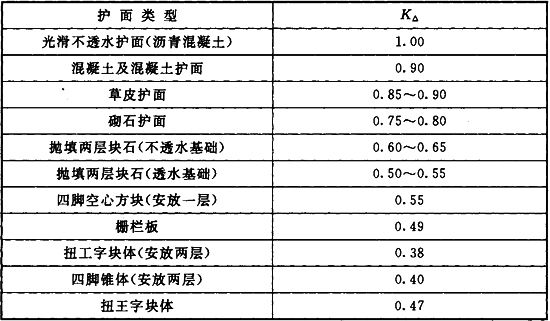 护面类型 K△
光滑不透水护面(沥青混凝土) 1.00
混凝土及混凝土护面 0.90
草皮护面 0.85～0.90
砌石护面 0.75～0.80
抛填两层块石(不透水基础) 0.60～0.65
抛填两层块石(透水基础) 0.50～0.55
四脚空心方块(安放一层) 0.55
栅栏板 0.49
扭工字块体(安放两层) 0.38
四脚锥体(安放两层) 0.40
扭王字块体 0.47